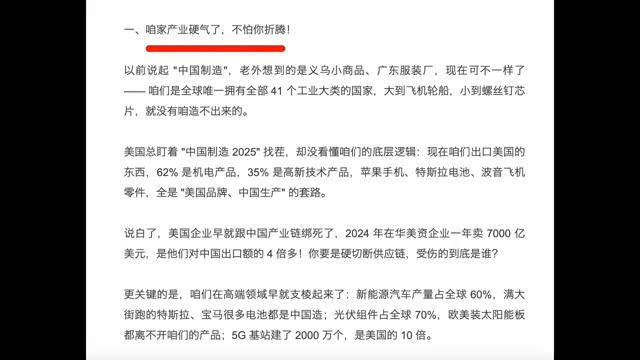 一、咱家产业硬气了，不怕你折腾！
以前说起 "中国制造"，老外想到的是义乌小商品、广东服装厂，现在可不一样了
—— 咱们是全球唯一拥有全部 41 个工业大类的国家，大到飞机轮船，小到螺丝钉芯
片，就没有咱造不出来的。
美国总盯着 "中国制造 2025" 找茬，却没看懂咱们的底层逻辑：现在咱们出口美国的
东西，62% 是机电产品，35% 是高新技术产品，苹果手机、特斯拉电池、波音飞机
零件，全是 "美国品牌、中国生产" 的套路。
说白了，美国企业早就跟中国产业链绑死了，2024 年在华美资企业一年卖 7000 亿
美元，是他们对中国出口额的 4 倍多！你要是硬切断供应链，受伤的到底是谁？
更关键的是，咱们在高端领域早就支棱起来了：新能源汽车产量占全球 60%，满大
街跑的特斯拉、宝马很多电池都是中国造；光伏组件占全球 70%，欧美装太阳能板
都离不开咱们的产品；5G 基站建了 2000 万个，是美国的 10 倍。